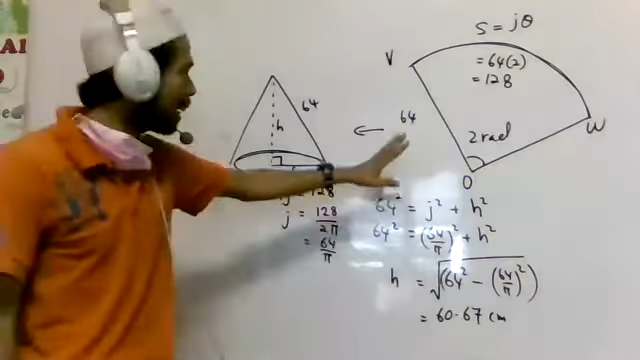 AI
S = jθ
= 64(2)
= 128
V
W
2 rad
O
64
64
h
j = 128
j = 128/2π
= 64/π
64² = j² + h²
64² = (64/π)² + h²
h = √(64² - (64/π)²)
= 60.67 cm